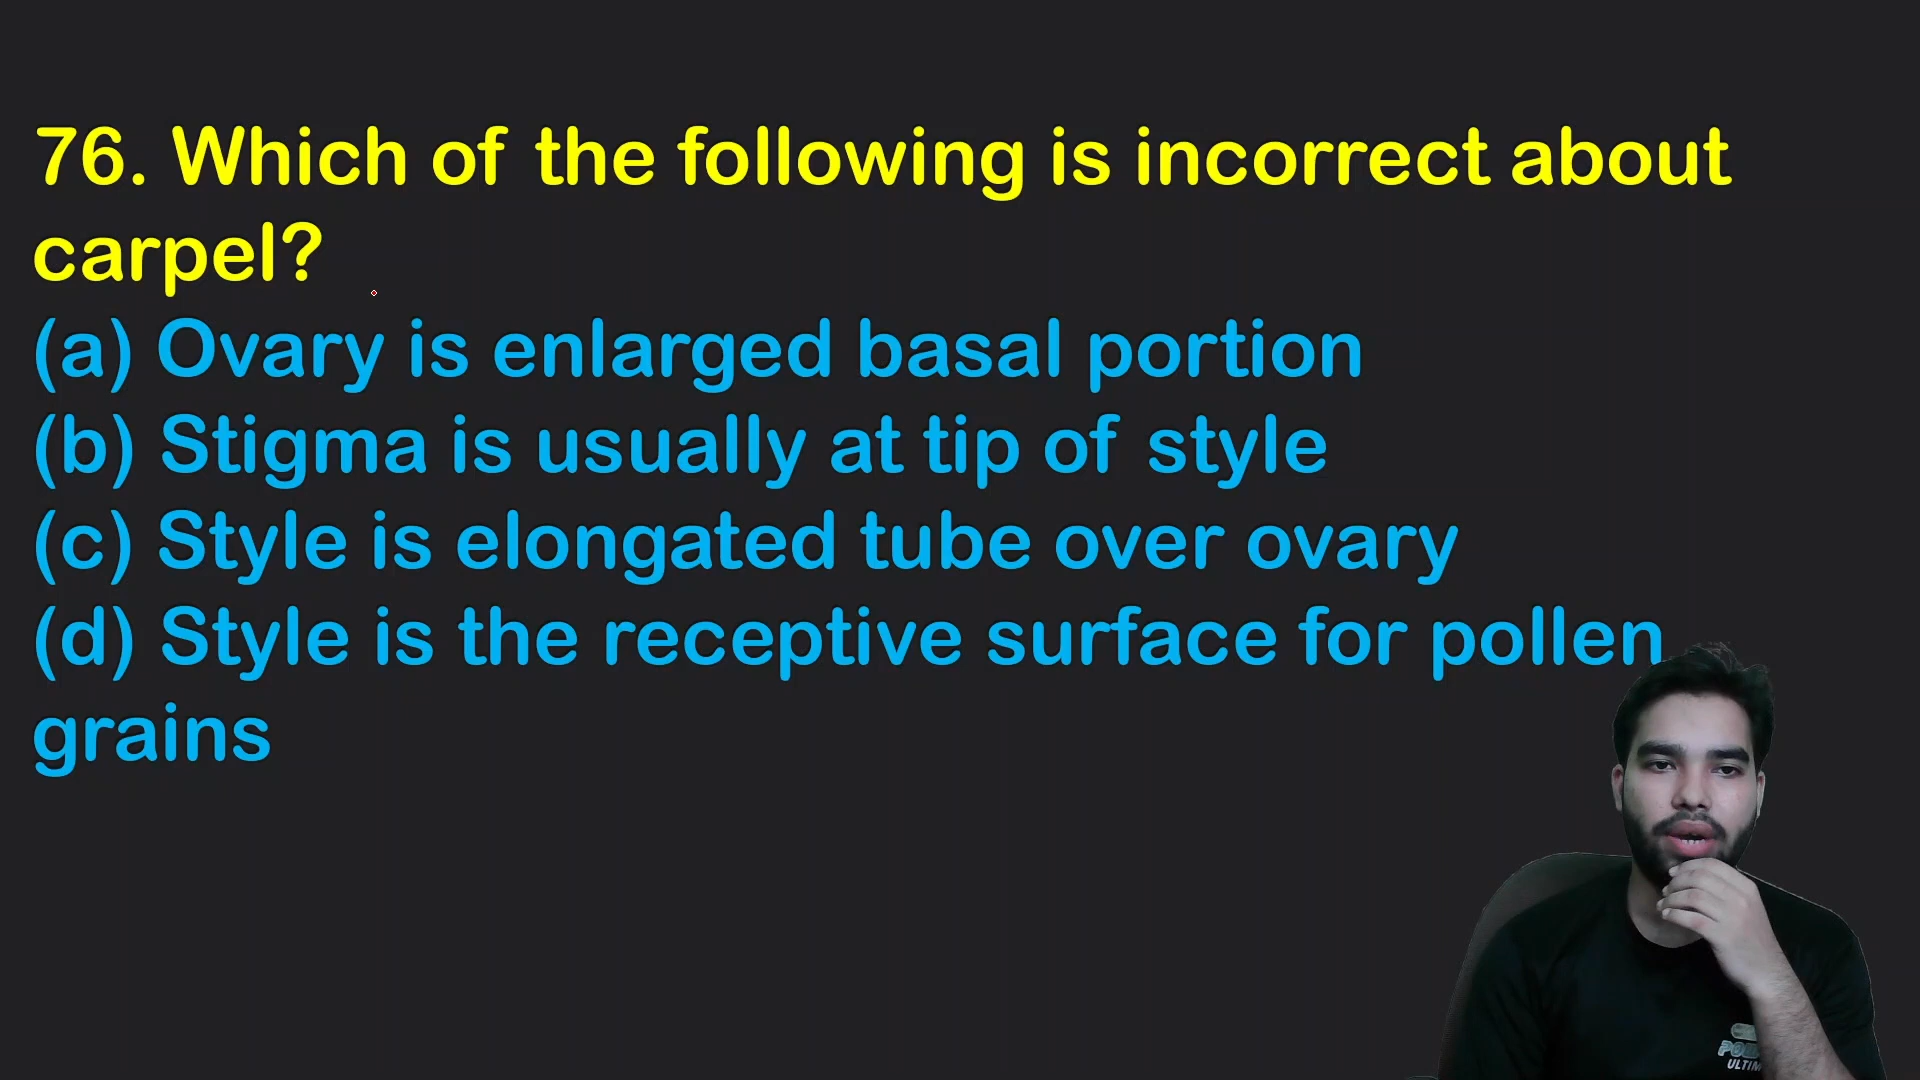 76. Which of the following is incorrect about
carpel?
(a) Ovary is enlarged basal portion
(b) Stigma is usually at tip of style
(c) Style is elongated tube over ovary
(d) Style is the receptive surface for pollen
grains